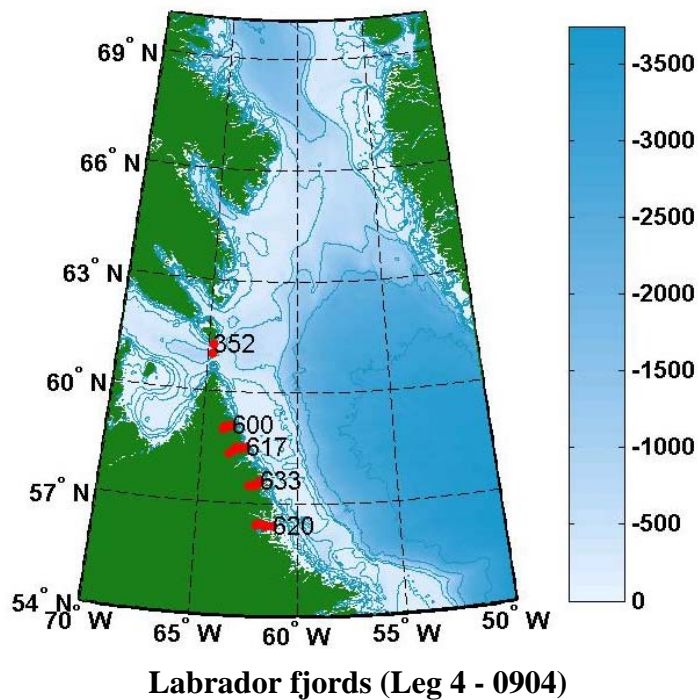 69° N
66° N
63° N
60° N
57° N
54° N
70° W
65° W
60° W
55° W
50° W
352
600
617
633
620
-3500
-3000
-2500
-2000
-1500
-1000
-500
0
Labrador fjords (Leg 4 - 0904)